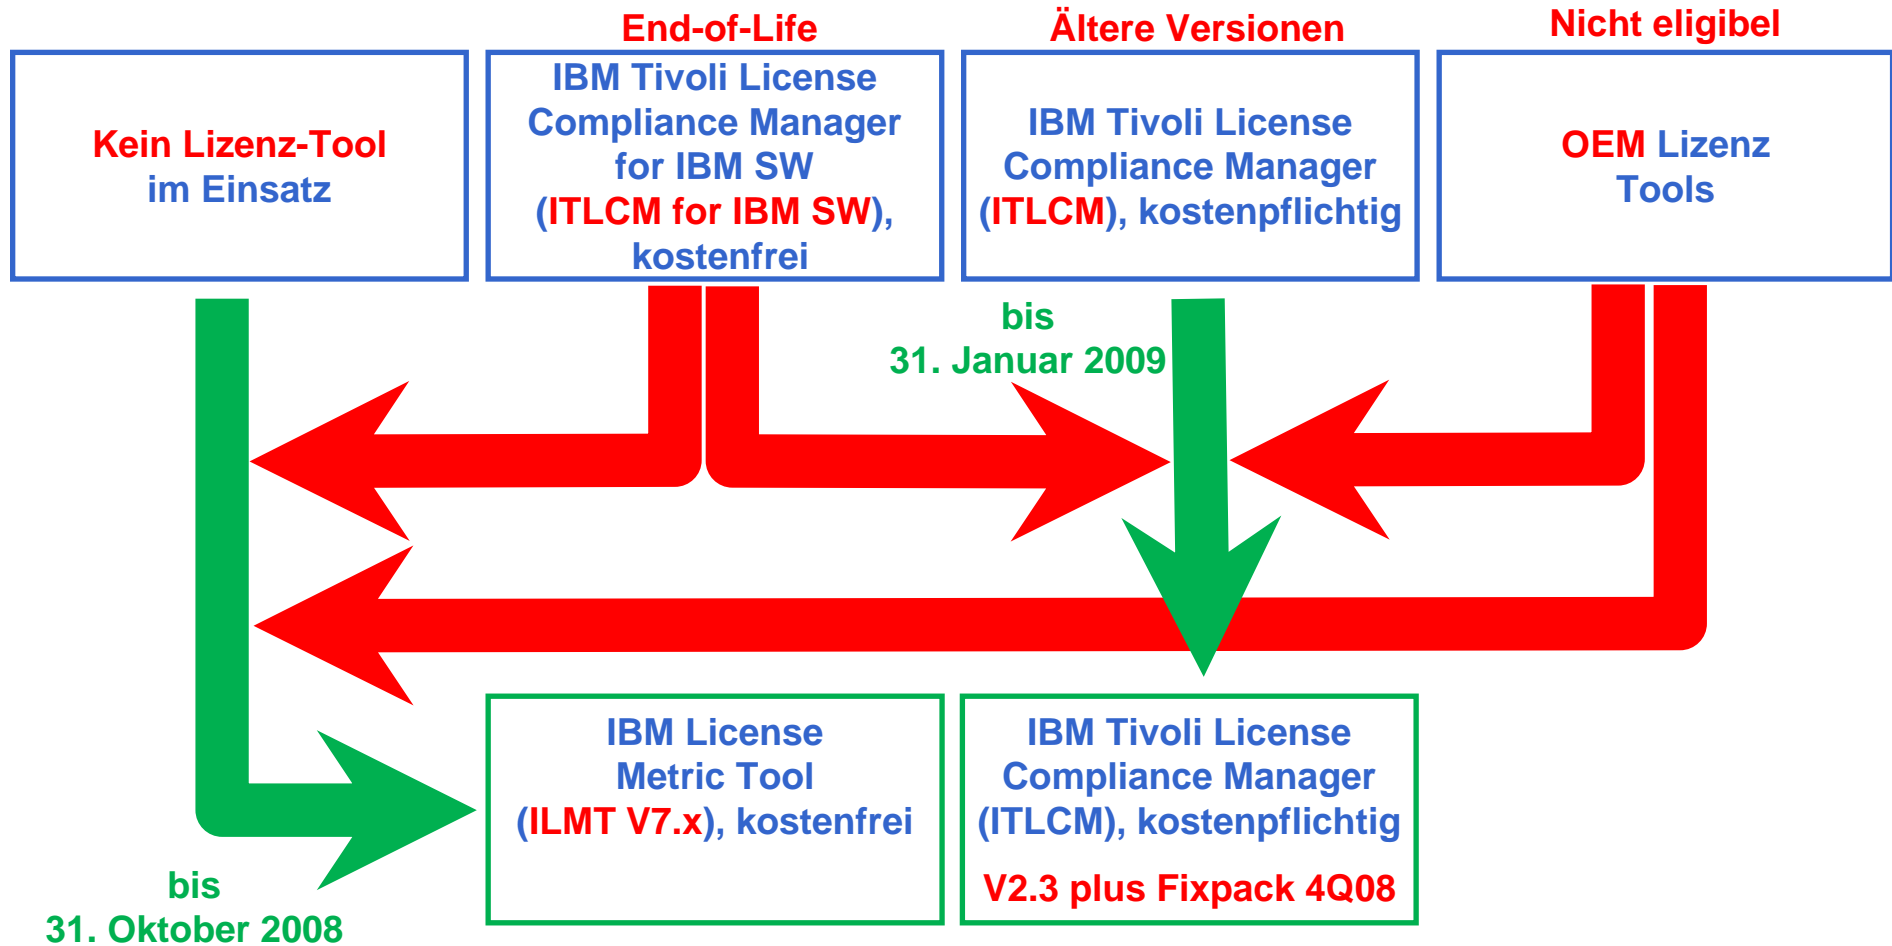 End-of-Life
Ältere Versionen
Nicht eligibel
Kein Lizenz-Tool
im Einsatz
IBM Tivoli License
Compliance Manager
for IBM SW
(ITLCM for IBM SW),
kostenfrei
IBM Tivoli License
Compliance Manager
(ITLCM), kostenpflichtig
OEM Lizenz
Tools
bis
31. Januar 2009
IBM License
Metric Tool
(ILMT V7.x), kostenfrei
IBM Tivoli License
Compliance Manager
(ITLCM), kostenpflichtig
V2.3 plus Fixpack 4Q08
bis
31. Oktober 2008